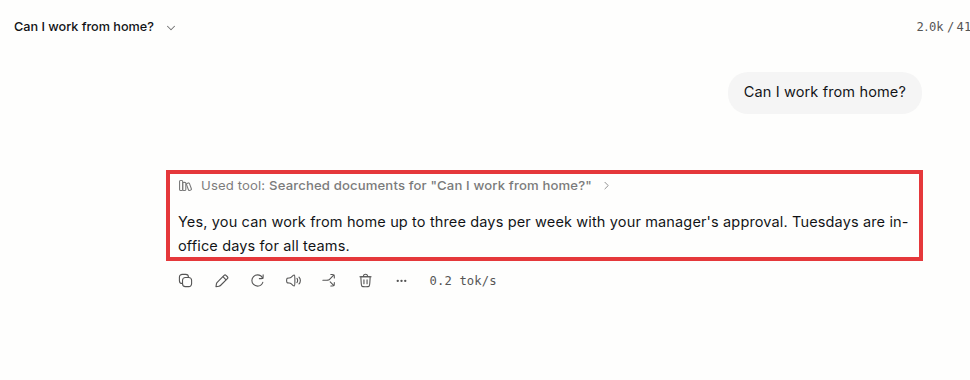 Can I work from home?
2.0k / 41
Can I work from home?
Used tool: Searched documents for "Can I work from home?"
Yes, you can work from home up to three days per week with your manager's approval. Tuesdays are in-
office days for all teams.
0.2 tok/s